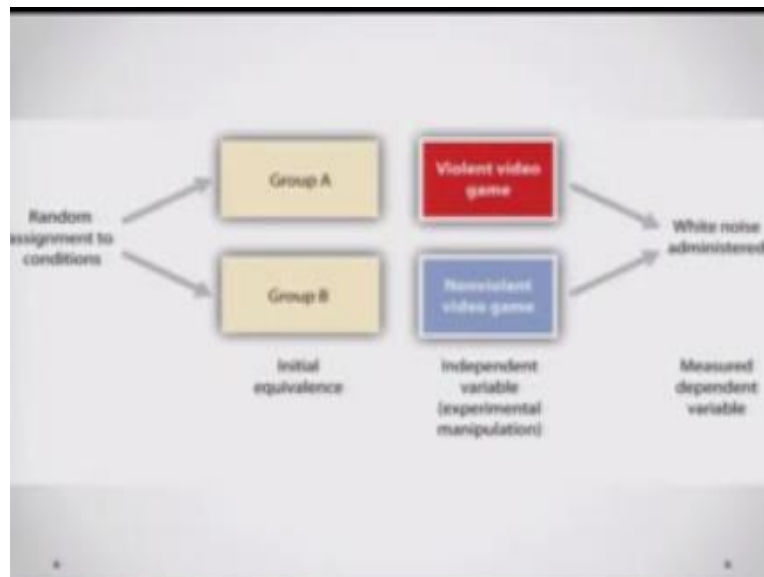 Random
assignment to
conditions
Group A
Group B
Initial
equivalence
Violent video
game
Nonviolent
video game
Independent
variable
(experimental
manipulation)
White noise
administered
Measured
dependent
variable